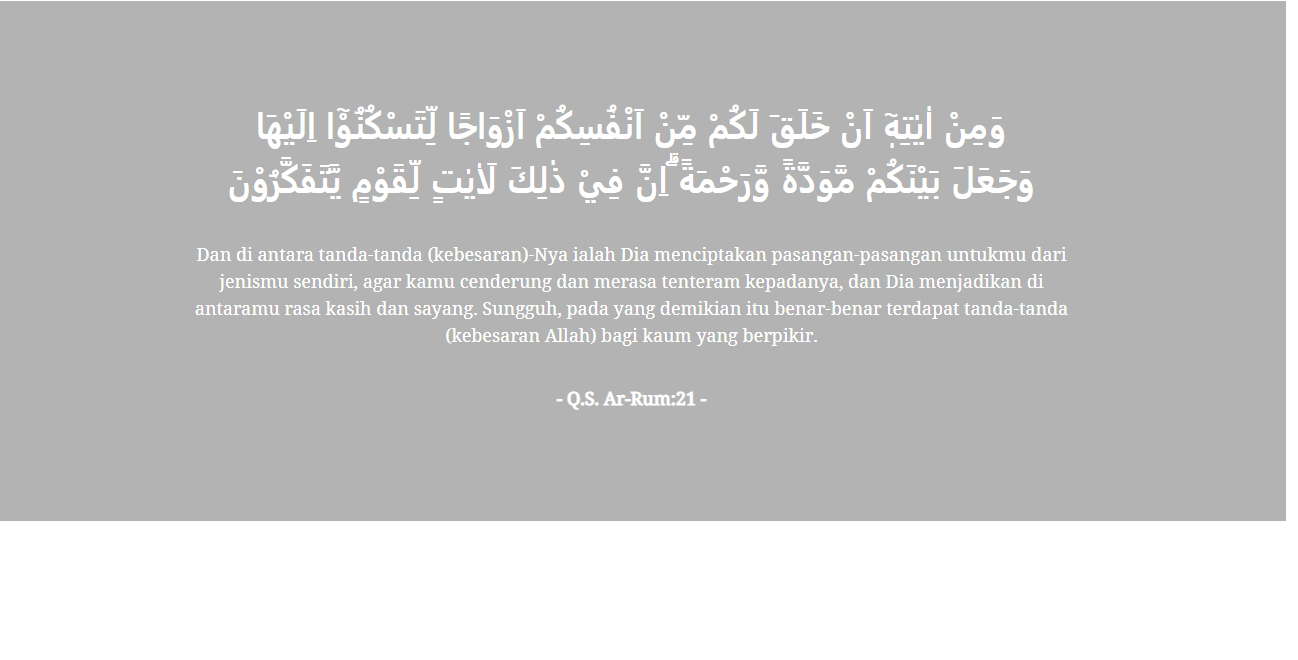 وَمِنْ اٰيٰتِهٖٓ اَنْ خَلَقَ لَكُمْ مِّنْ اَنْفُسِكُمْ اَزْوَاجًا لِّتَسْكُنُوْٓا اِلَيْهَا
وَجَعَلَ بَيْنَكُمْ مَّوَدَّةً وَّرَحْمَةً ۗاِنَّ فِيْ ذٰلِكَ لَاٰيٰتٍ لِّقَوْمٍ يَّتَفَكَّرُوْنَ
Dan di antara tanda-tanda (kebesaran)-Nya ialah Dia menciptakan pasangan-pasangan untukmu dari
jenismu sendiri, agar kamu cenderung dan merasa tenteram kepadanya, dan Dia menjadikan di
antaramu rasa kasih dan sayang. Sungguh, pada yang demikian itu benar-benar terdapat tanda-tanda
(kebesaran Allah) bagi kaum yang berpikir.
- Q.S. Ar-Rum:21 -